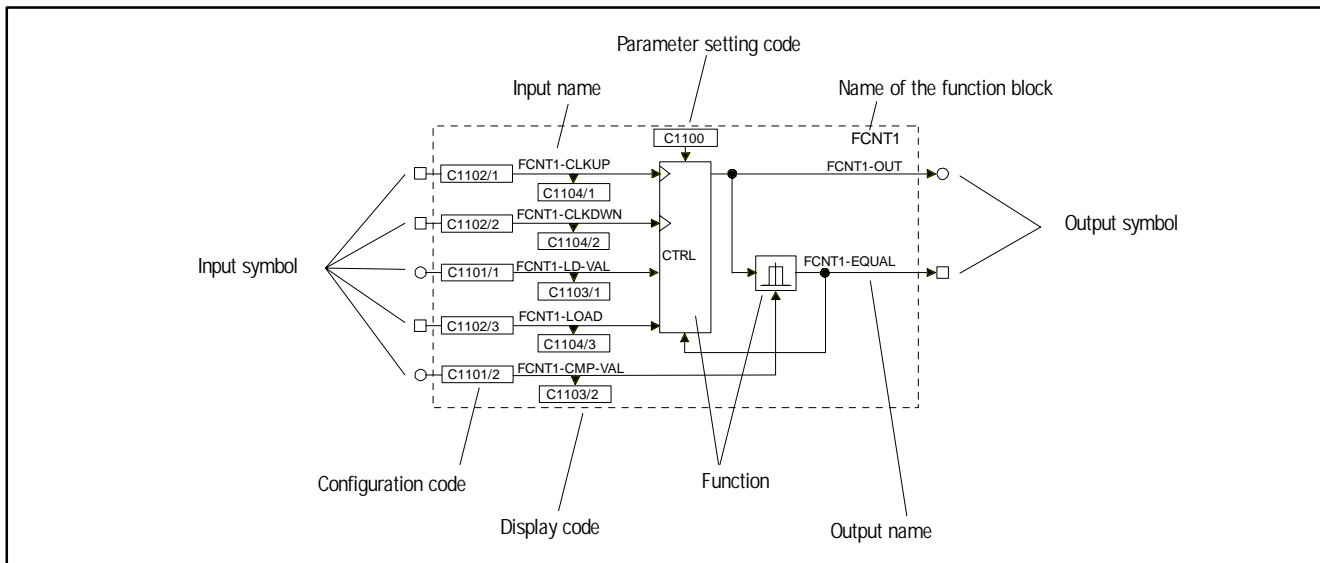 Parameter setting code
Input name
Name of the function block
C1100
FCNT1
C1102/1
FCNT1-CLKUP
C1104/1
FCNT1-OUT
C1102/2
FCNT1-CLKDWN
C1104/2
Output symbol
Input symbol
CTRL
C1101/1
FCNT1-LD-VAL
C1103/1
FCNT1-EQUAL
C1102/3
FCNT1-LOAD
C1104/3
C1101/2
FCNT1-CMP-VAL
C1103/2
Configuration code
Function
Display code
Output name